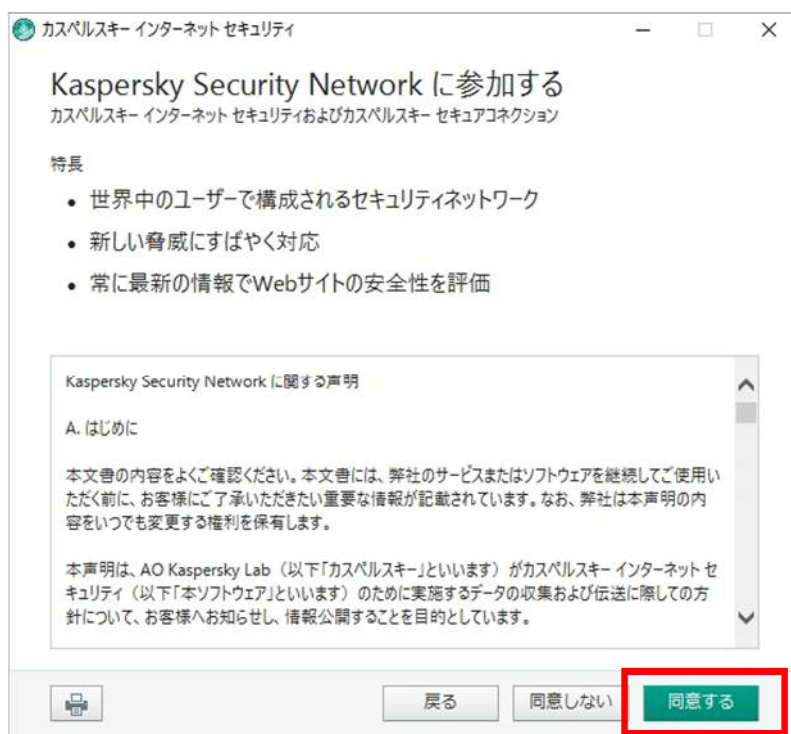 カスペルスキー インターネット セキュリティ
Kaspersky Security Network に参加する
カスペルスキー インターネット セキュリティおよびカスペルスキー セキュアコネクション
特長
• 世界中のユーザーで構成されるセキュリティネットワーク
• 新しい脅威にすばやく対応
• 常に最新の情報でWebサイトの安全性を評価
Kaspersky Security Network に関する声明
A. はじめに
本文書の内容をよくご確認ください。本文書には、弊社のサービスまたはソフトウェアを継続してご使用い
ただく前に、お客様にご了承いただきたい重要な情報が記載されています。なお、弊社は本声明の内
容をいつでも変更する権利を保有します。
本声明は、AO Kaspersky Lab（以下「カスペルスキー」といいます）がカスペルスキー インターネット セ
キュリティ（以下「本ソフトウェア」といいます）のために実施するデータの収集および伝送に際しての方
針について、お客様へお知らせし、情報公開することを目的としています。
戻る
同意しない
同意する